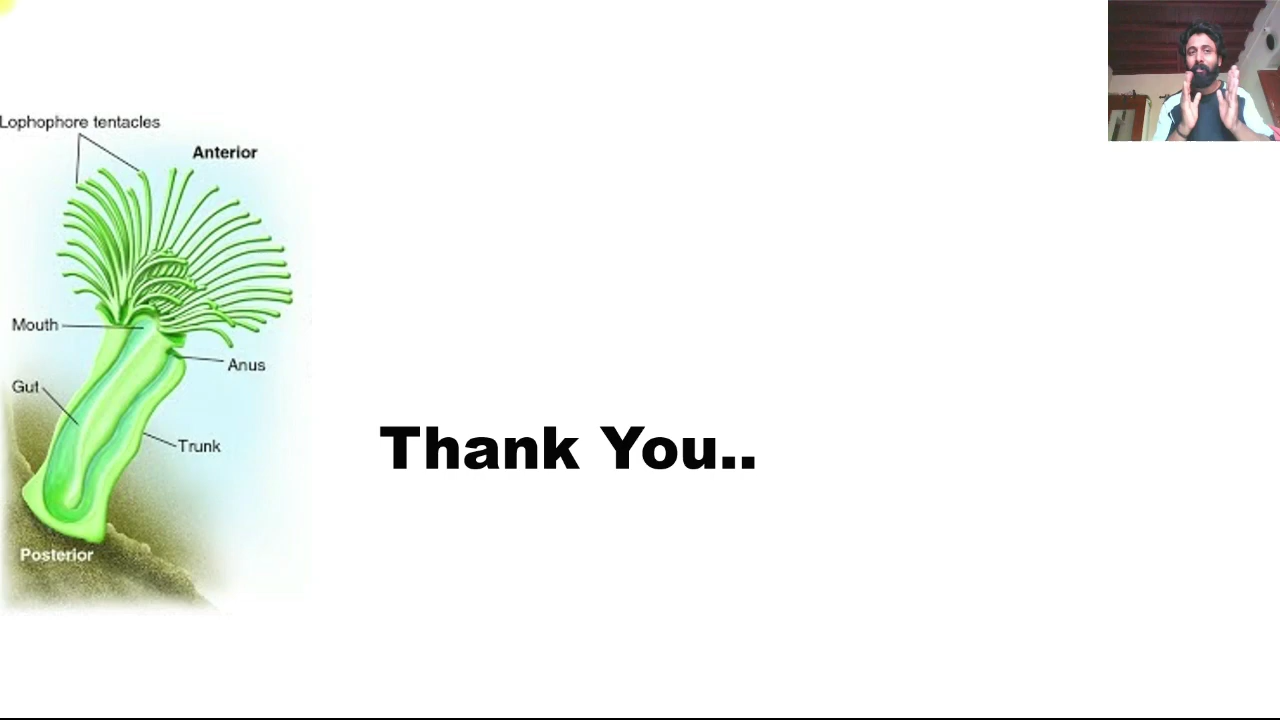 Lophophore tentacles
Anterior
Mouth
Anus
Gut
Trunk
Thank You..
Posterior